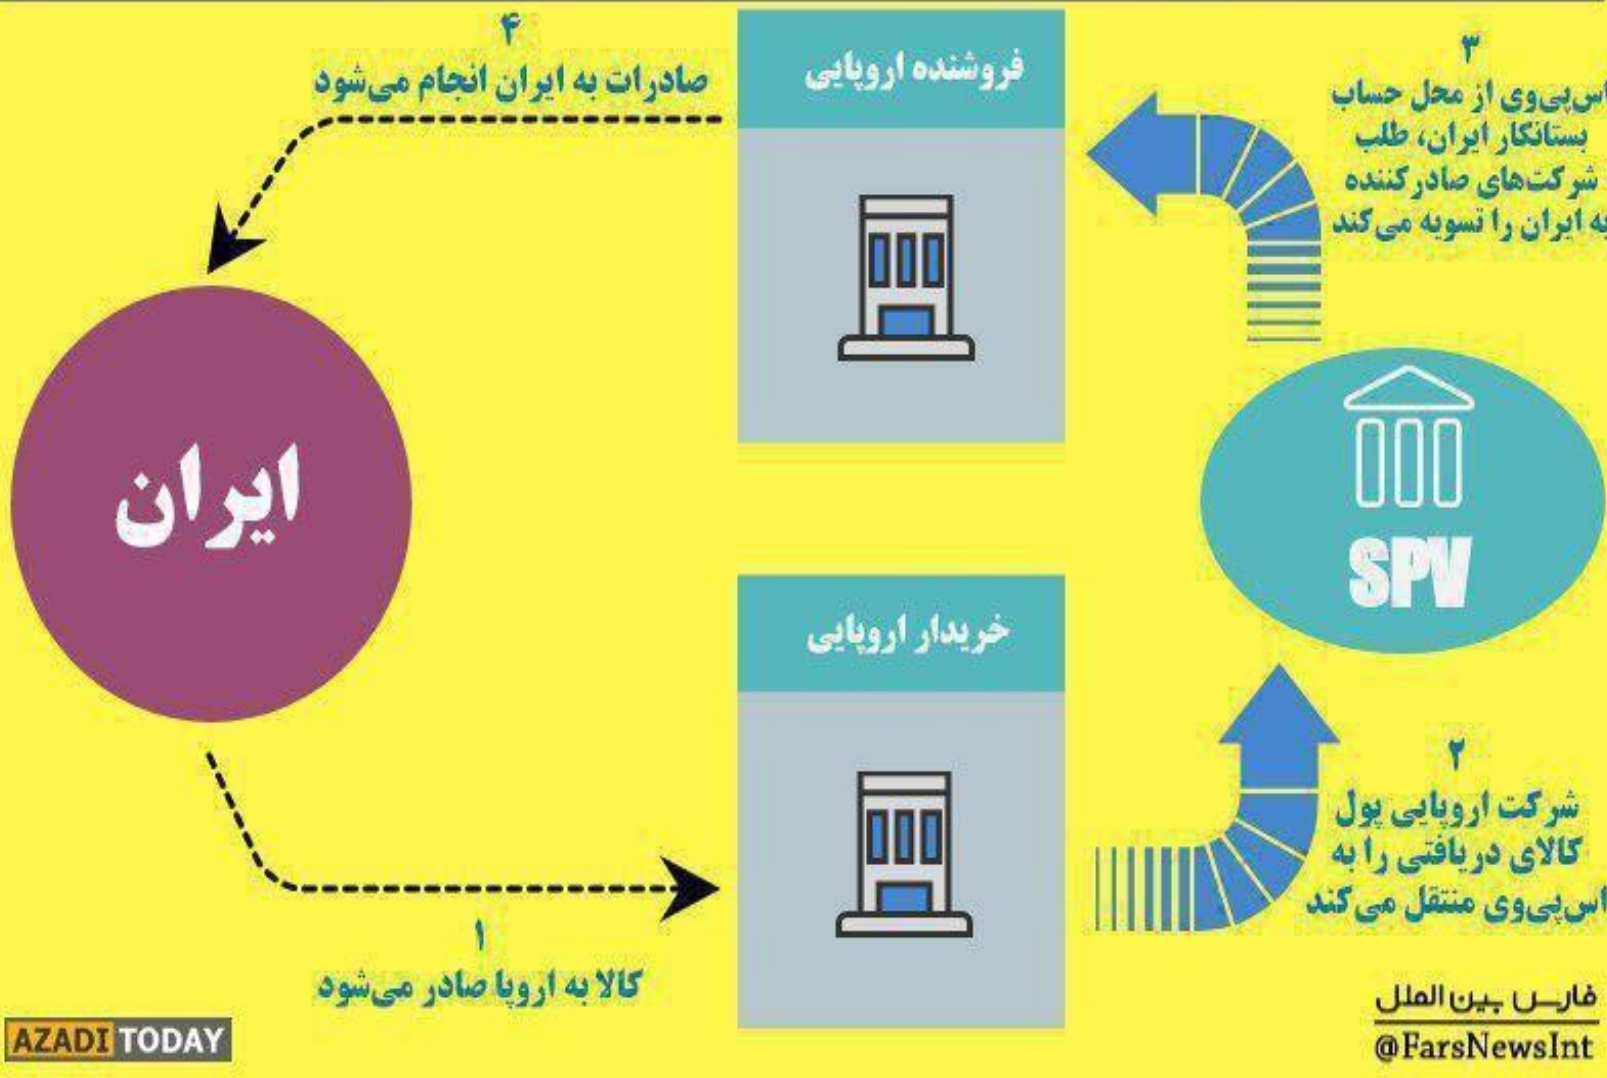 ۴
صادرات به ایران انجام می‌شود
فروشنده اروپایی
۳
اس‌پی‌وی از محل حساب
بستانکار ایران، طلب
شرکت‌های صادرکننده
به ایران را تسویه می‌کند
ایران
SPV
خریدار اروپایی
۲
شرکت اروپایی پول
کالای دریافتی را به
اس‌پی‌وی منتقل می‌کند
۱
کالا به اروپا صادر می‌شود
فارس بین الملل
@FarsNewsInt
AZADI TODAY